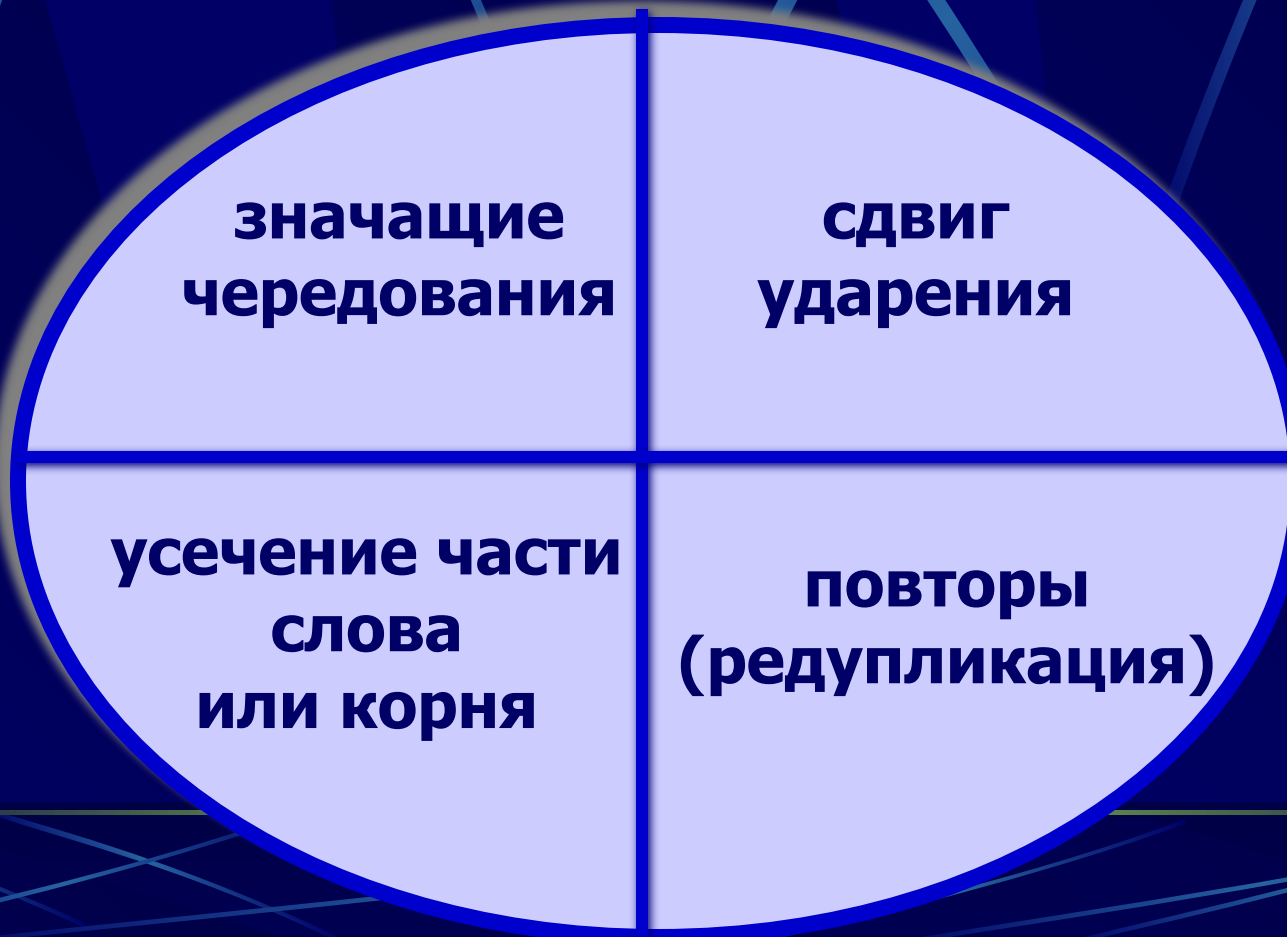 значащие
чередования
сдвиг
ударения
усечение части
слова
или корня
повторы
(редупликация)